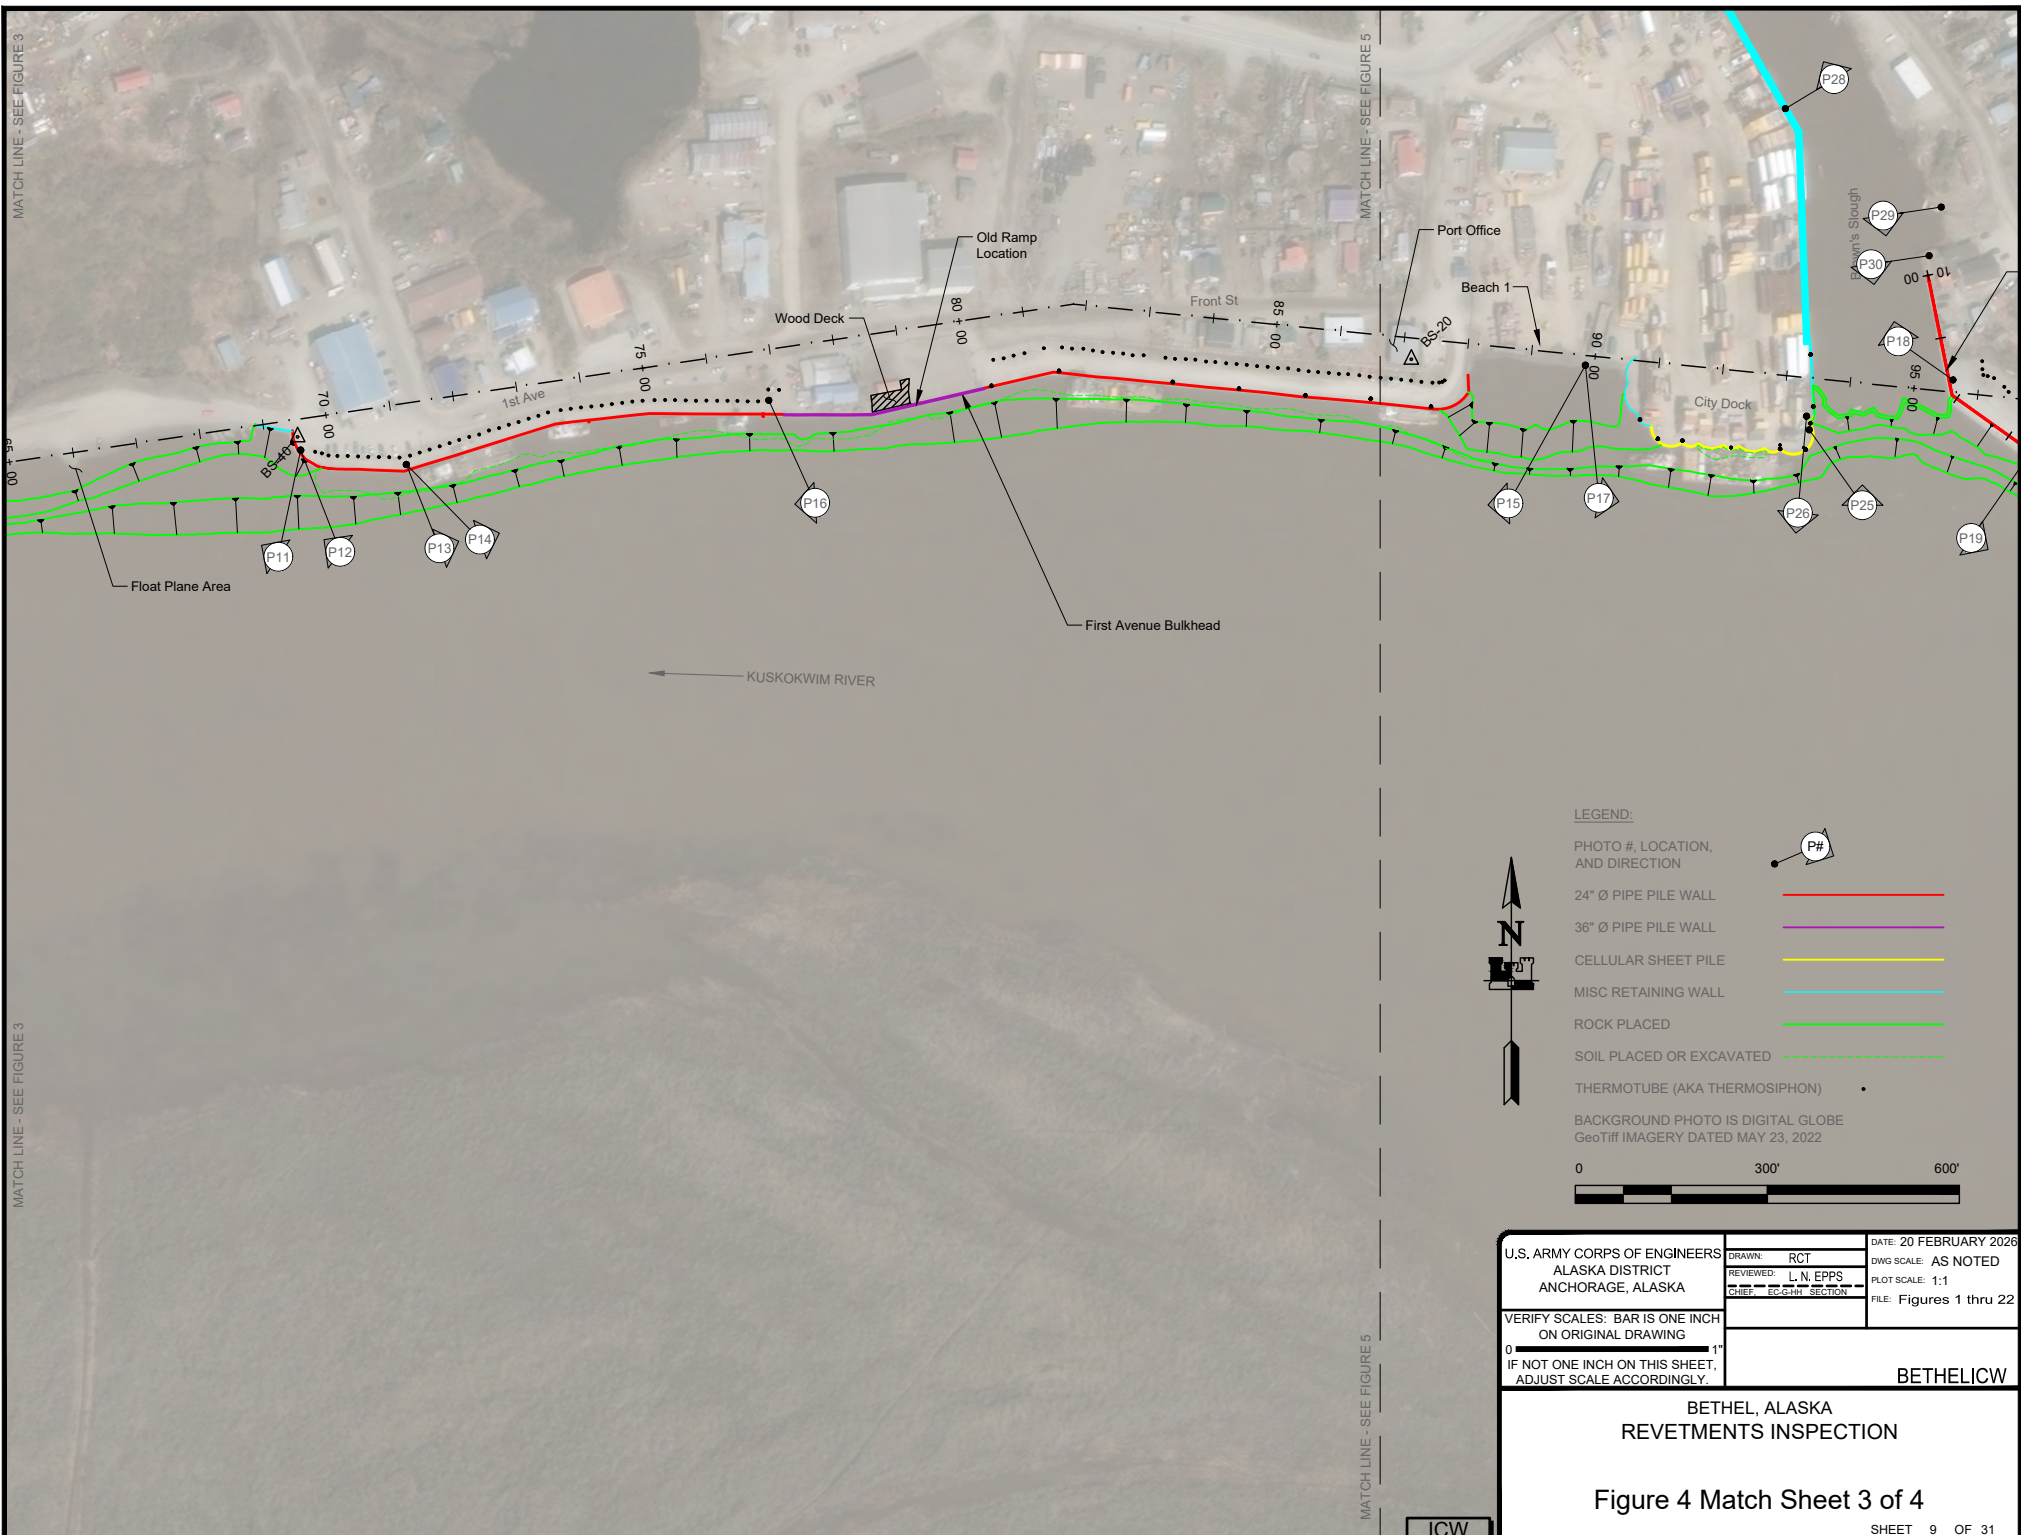 MATCH LINE - SEE FIGURE 3
MATCH LINE - SEE FIGURE 5
P28
P29
Brown's Slough
P30
10 + 00
Old Ramp
Location
Port Office
Beach 1
Front St
Wood Deck
80 + 00
85 + 00
BS-20
90 + 00
P18
75 + 00
1st Ave
70 + 00
City Dock
95 + 00
BS-40
+ 00
P16
P15
P17
P26
P25
P11
P12
P13
P14
P19
Float Plane Area
First Avenue Bulkhead
KUSKOKWIM RIVER
LEGEND:
PHOTO #, LOCATION,
AND DIRECTION
P#
24" Ø PIPE PILE WALL
36" Ø PIPE PILE WALL
N
CELLULAR SHEET PILE
MISC RETAINING WALL
ROCK PLACED
SOIL PLACED OR EXCAVATED
THERMOTUBE (AKA THERMOSIPHON)
BACKGROUND PHOTO IS DIGITAL GLOBE
GeoTiff IMAGERY DATED MAY 23, 2022
0 300' 600'
MATCH LINE - SEE FIGURE 3
MATCH LINE - SEE FIGURE 5
U.S. ARMY CORPS OF ENGINEERS
ALASKA DISTRICT
ANCHORAGE, ALASKA
DRAWN: RCT
REVIEWED: L. N. EPPS
CHIEF, EC-G-HH SECTION
DATE: 20 FEBRUARY 2026
DWG SCALE: AS NOTED
PLOT SCALE: 1:1
FILE: Figures 1 thru 22
VERIFY SCALES: BAR IS ONE INCH
ON ORIGINAL DRAWING
0 1"
IF NOT ONE INCH ON THIS SHEET,
ADJUST SCALE ACCORDINGLY.
BETHELICW
BETHEL, ALASKA
REVETMENTS INSPECTION
Figure 4 Match Sheet 3 of 4
SHEET 9 OF 31
ICW